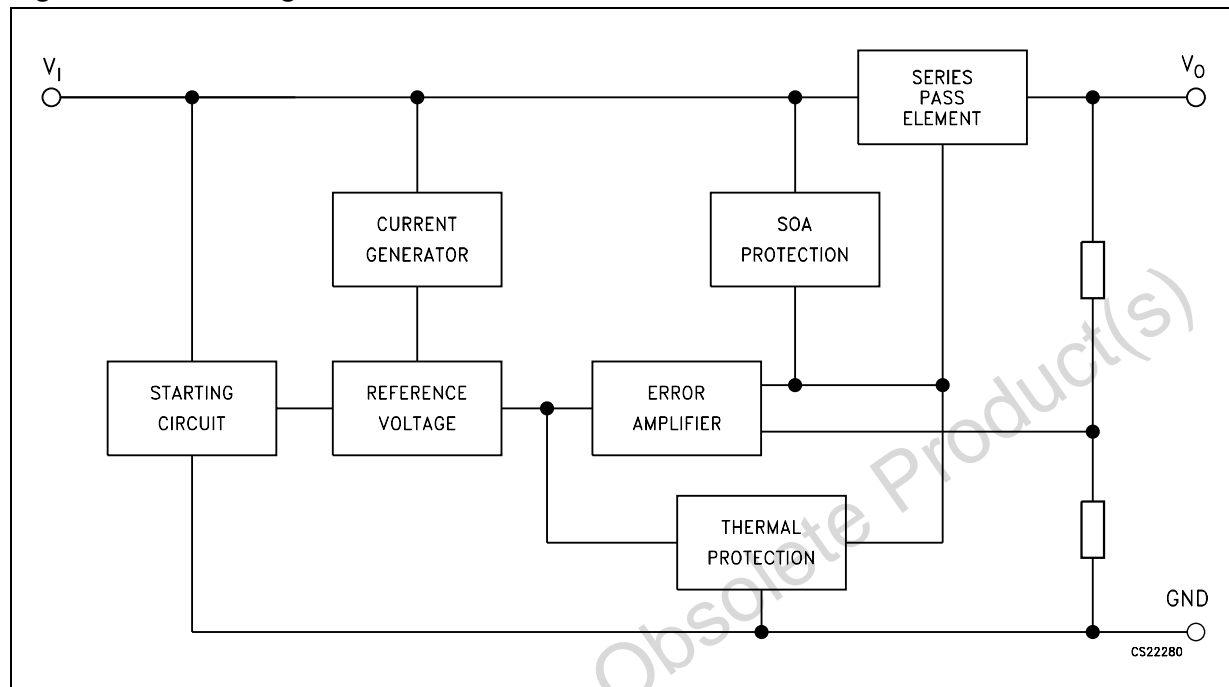 V_I
V_O
SERIES
PASS
ELEMENT
CURRENT
GENERATOR
SOA
PROTECTION
STARTING
CIRCUIT
REFERENCE
VOLTAGE
ERROR
AMPLIFIER
THERMAL
PROTECTION
GND
CS22280
Obsolete Product(s)